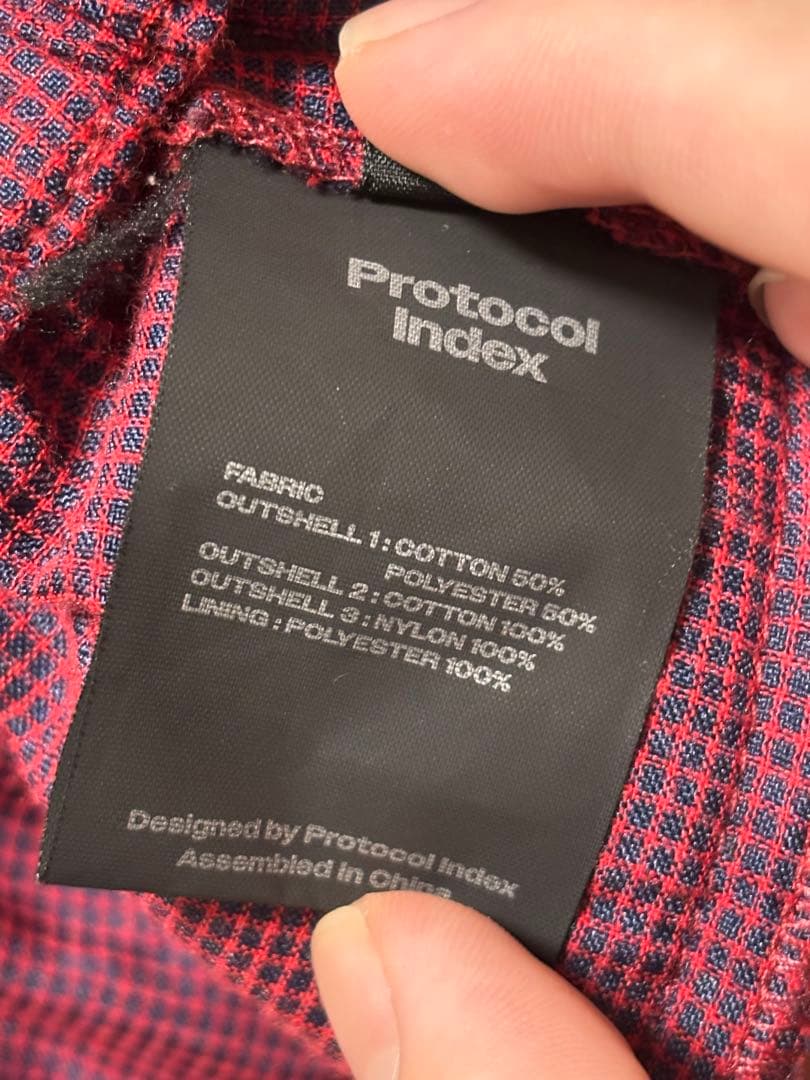 Protocol
Index
FABRIC
OUTSHELL 1 : COTTON 50%
POLYESTER 50%
OUTSHELL 2 : COTTON 100%
OUTSHELL 3 : NYLON 100%
LINING : POLYESTER 100%
Designed by Protocol Index
Assembled in China